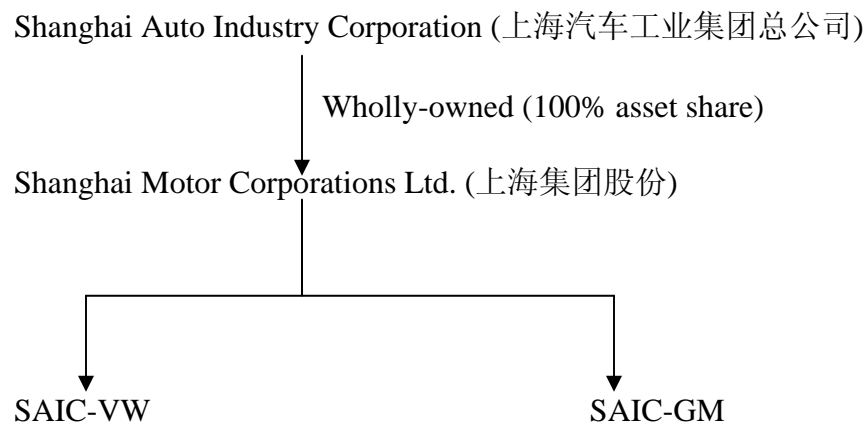 Shanghai Auto Industry Corporation (上海汽车工业集团总公司)
Wholly-owned (100% asset share)
Shanghai Motor Corporations Ltd. (上海集团股份)
SAIC-VW
SAIC-GM